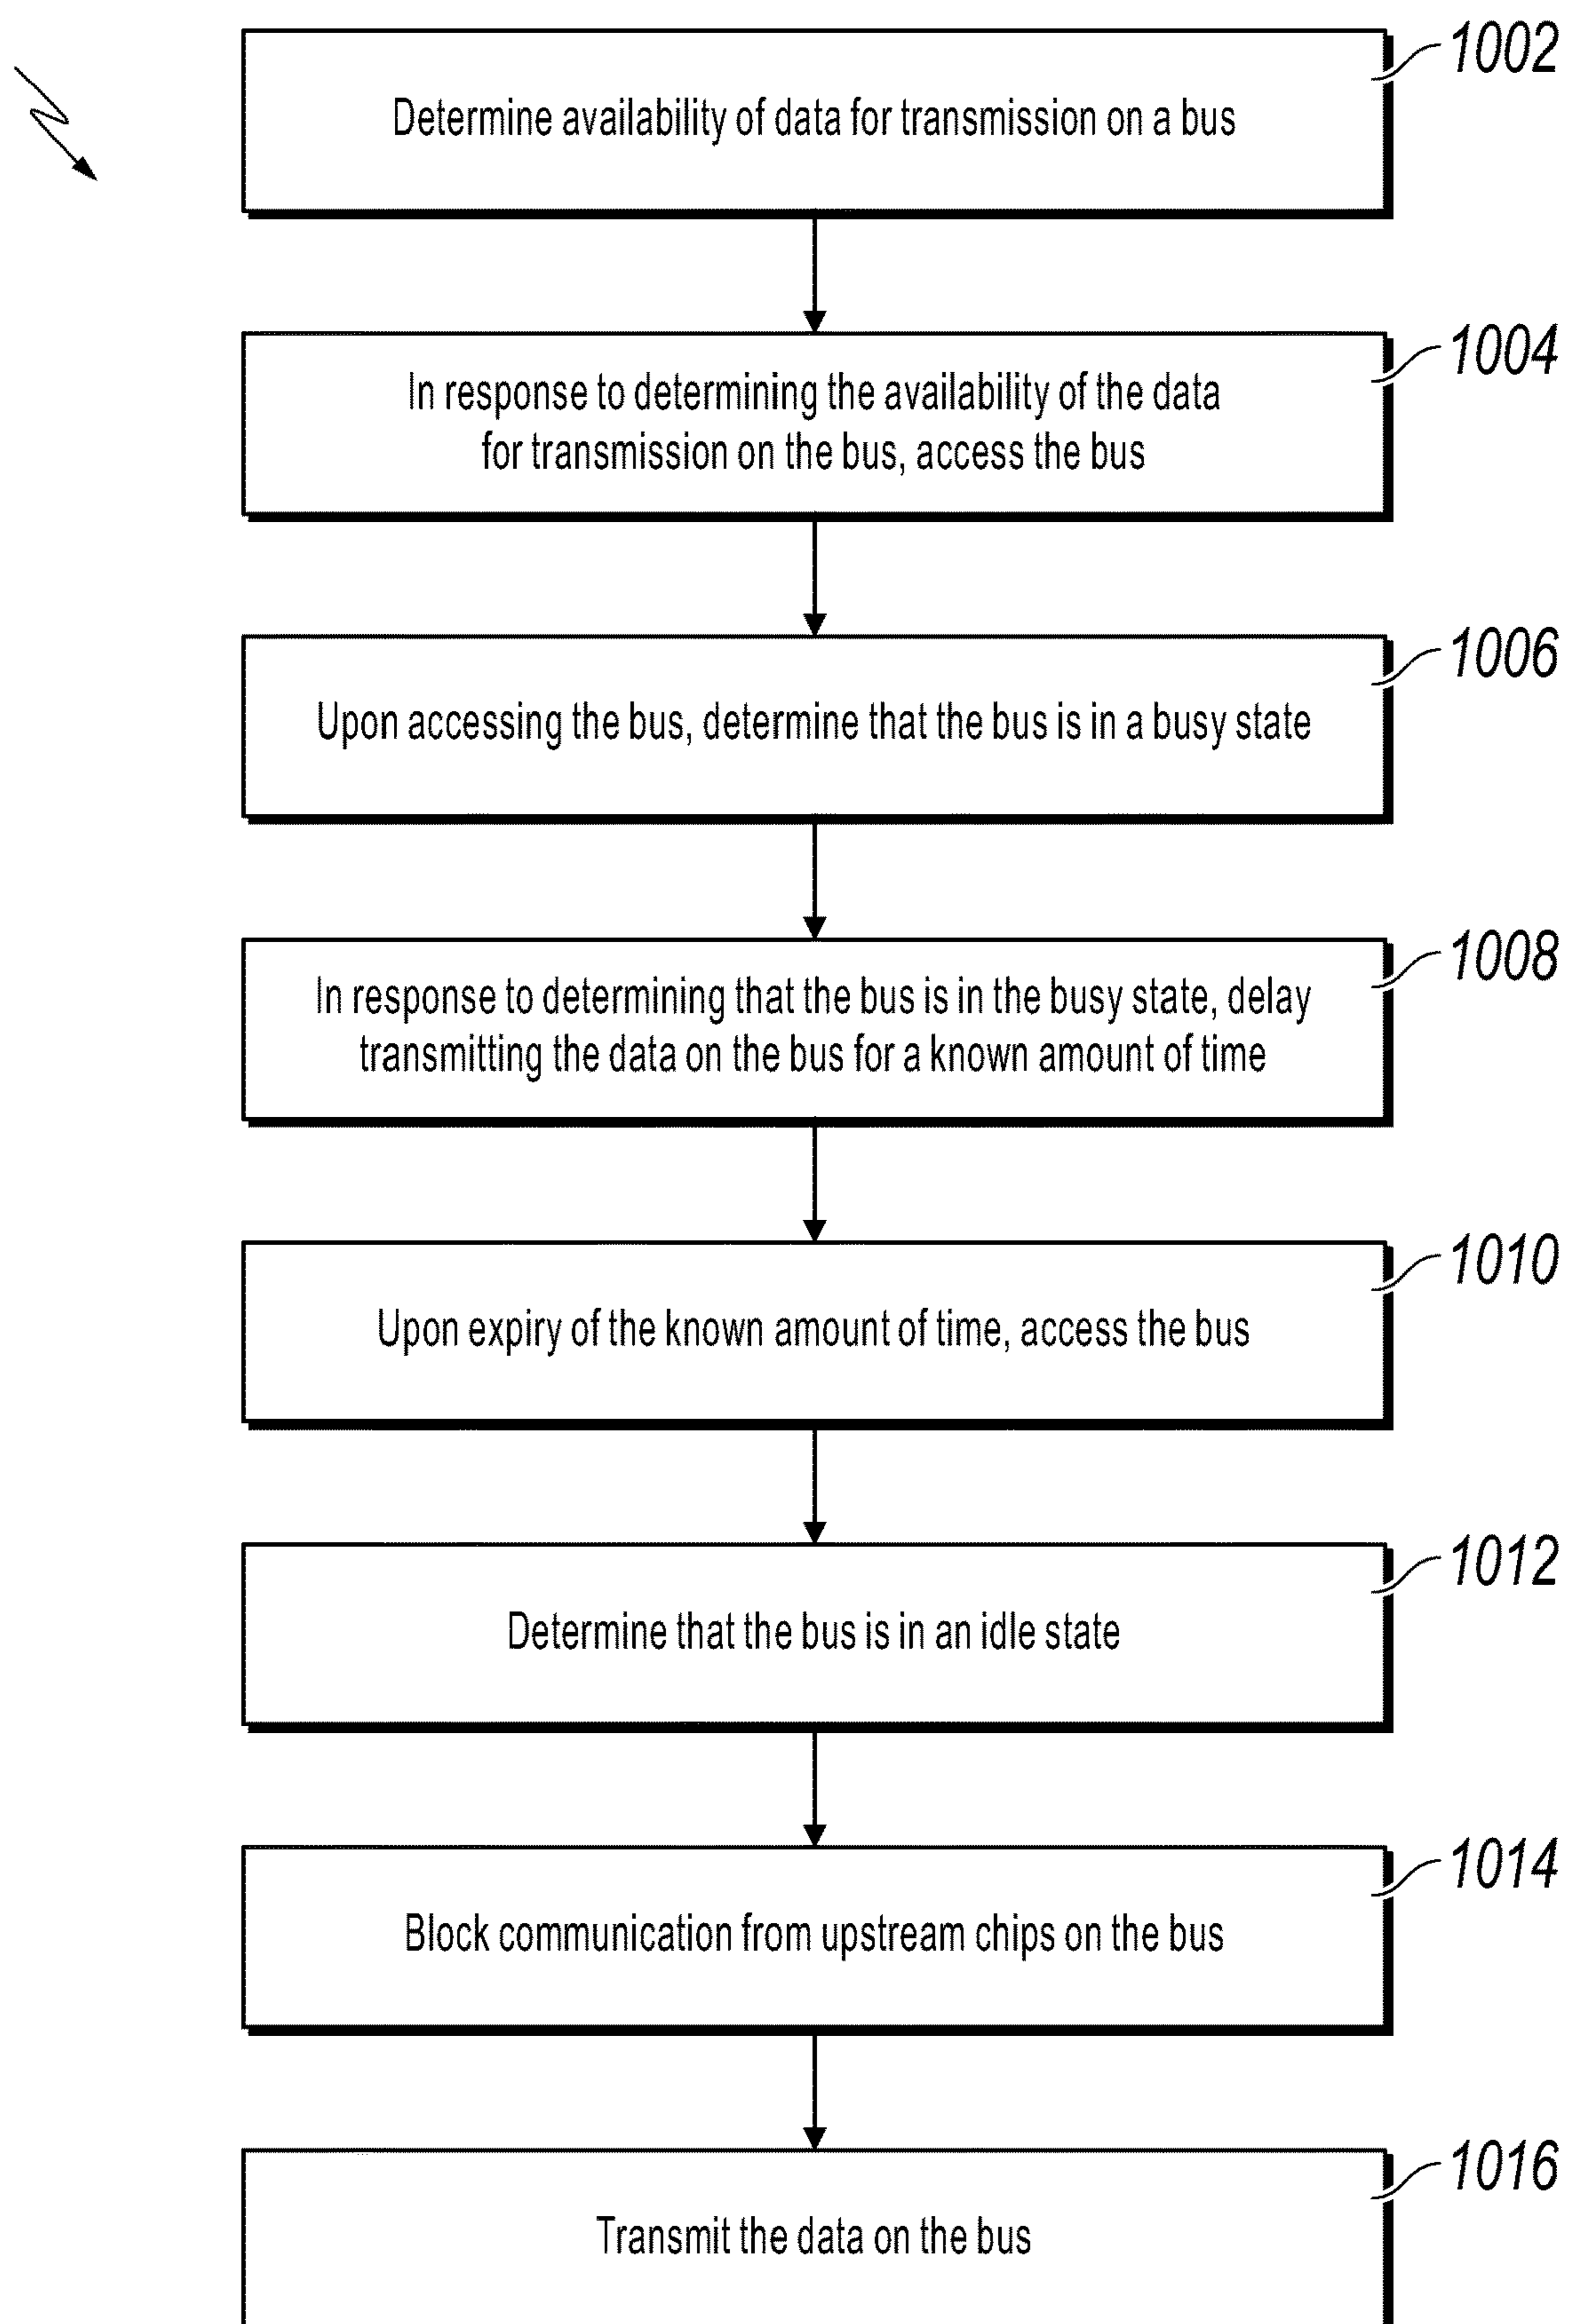 1002
Determine availability of data for transmission on a bus
1004
In response to determining the availability of the data
for transmission on the bus, access the bus
1006
Upon accessing the bus, determine that the bus is in a busy state
1008
In response to determining that the bus is in the busy state, delay
transmitting the data on the bus for a known amount of time
1010
Upon expiry of the known amount of time, access the bus
1012
Determine that the bus is in an idle state
1014
Block communication from upstream chips on the bus
1016
Transmit the data on the bus